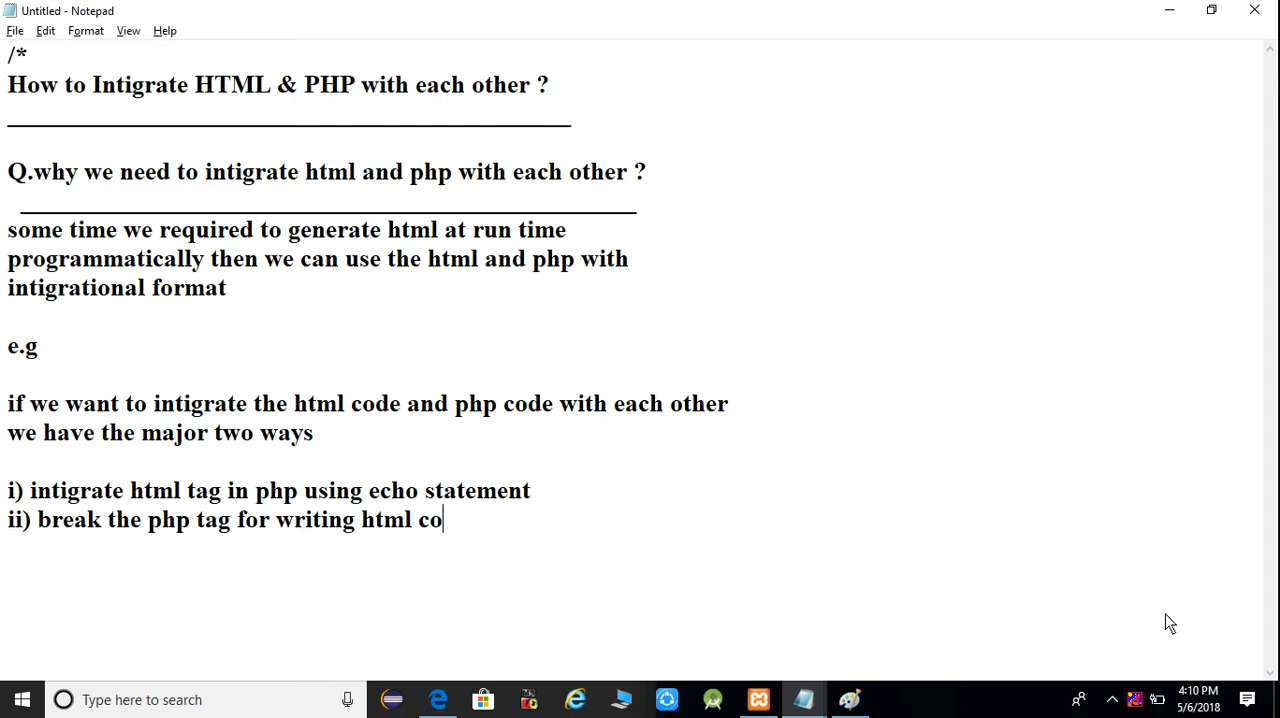 Untitled - Notepad
File Edit Format View Help
/*
How to Intigrate HTML & PHP with each other ?
Q.why we need to intigrate html and php with each other ?
some time we required to generate html at run time
programmatically then we can use the html and php with
intigrational format
e.g
if we want to intigrate the html code and php code with each other
we have the major two ways
i) intigrate html tag in php using echo statement
ii) break the php tag for writing html co
Type here to search
4:10 PM
5/6/2018